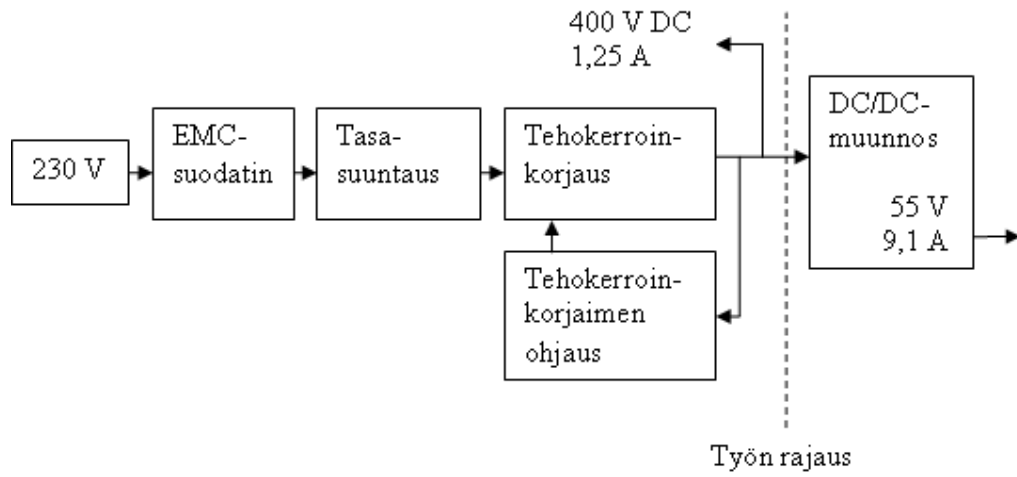 400 V DC
1,25 A
230 V
EMC-
suodatin
Tasa-
suuntaus
Tehokerroin-
korjaus
DC/DC-
muunnos
55 V
9,1 A
Tehokerroin-
korjaimen
ohjaus
Työn rajaus